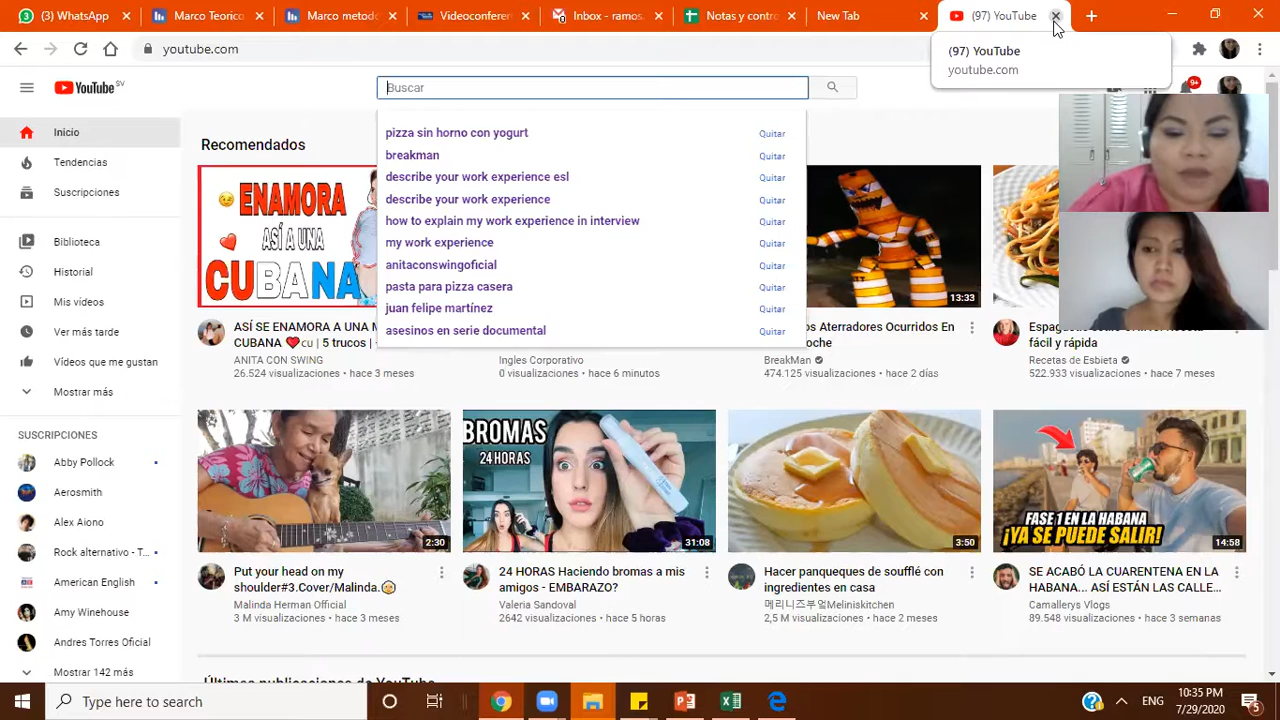 (3) WhatsApp
Marco Teoric
Marco metod
Videoconfere
Inbox - ramos.
Notas y contro
New Tab
(97) YouTube
youtube.com
(97) YouTube
youtube.com
YouTube SV
Buscar
9+
Inicio
Tendencias
Suscripciones
Biblioteca
Historial
Mis videos
Ver más tarde
Vídeos que me gustan
Mostrar más
SUSCRIPCIONES
Abby Pollock
Aerosmith
Alex Aiono
Rock alternativo - T...
American English
Amy Winehouse
Andres Torres Official
Mostrar 142 más
pizza sin horno con yogurt Quitar
breakman Quitar
describe your work experience esl Quitar
describe your work experience Quitar
how to explain my work experience in interview Quitar
my work experience Quitar
anitaconswingoficial Quitar
pasta para pizza casera Quitar
juan felipe martínez Quitar
asesinos en serie documental Quitar
Recomendados
ENAMORA
ASÍ A UNA
CUBANA
ASÍ SE ENAMORA A UNA M
CUBANA ❤️cu | 5 trucos |
ANITA CON SWING
26.524 visualizaciones • hace 3 meses
Ingles Corporativo
0 visualizaciones • hace 6 minutos
13:33
os Aterradores Ocurridos En
oche
BreakMan
474.125 visualizaciones • hace 2 días
fácil y rápida
Recetas de Esbieta
522.933 visualizaciones • hace 7 meses
2:30
Put your head on my
shoulder#3.Cover/Malinda.
Malinda Herman Official
3 M visualizaciones • hace 3 meses
BROMAS
24 HORAS
31:08
24 HORAS Haciendo bromas a mis
amigos - EMBARAZO?
Valeria Sandoval
2642 visualizaciones • hace 5 horas
3:50
Hacer panqueques de soufflé con
ingredientes en casa
메리니즈부엌Meliniskitchen
2,5 M visualizaciones • hace 2 meses
FASE 1 EN LA HABANA
¡YA SE PUEDE SALIR!
14:58
SE ACABÓ LA CUARENTENA EN LA
HABANA... ASÍ ESTÁN LAS CALLE...
Camallerys Vlogs
89.548 visualizaciones • hace 3 semanas
Últimas publicaciones de YouTube
Type here to search
ENG
10:35 PM
7/29/2020
5